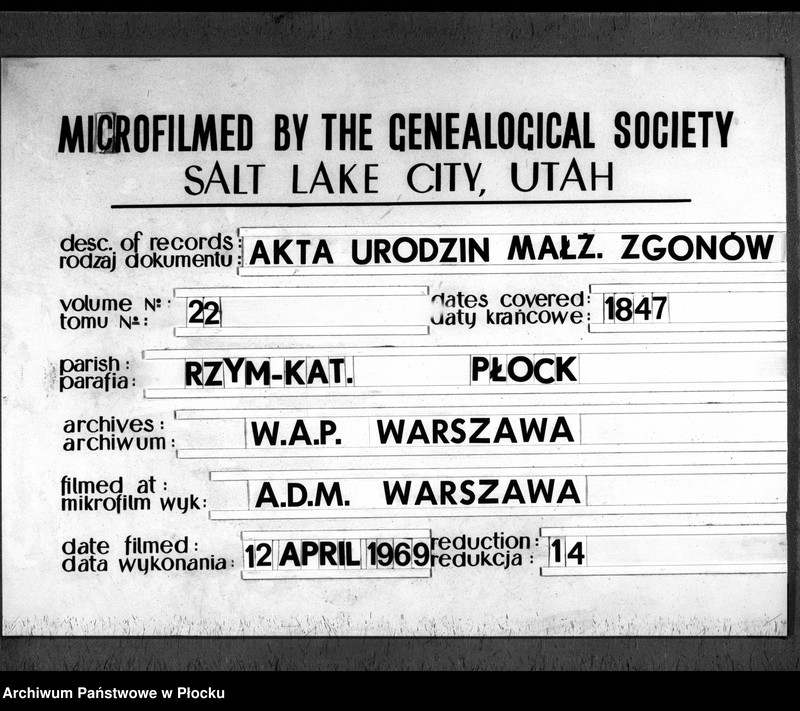 MICROFILMED BY THE GENEALOGICAL SOCIETY
SALT LAKE CITY, UTAH
desc. of records:
rodzaj dokumentu: AKTA URODZIN MAŁŻ. ZGONÓW
volume №:
tomu №: 22
dates covered:
daty krańcowe: 1847
parish:
parafia: RZYM-KAT. PŁOCK
archives:
archiwum: W.A.P. WARSZAWA
filmed at:
mikrofilm wyk: A.D.M. WARSZAWA
date filmed:
data wykonania: 12 APRIL 1969
reduction:
redukcja: 14
Archiwum Państwowe w Płocku